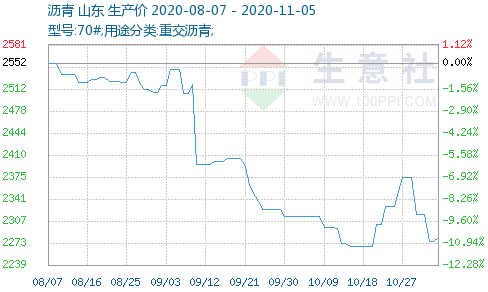 沥青 山东 生产价 2020-08-07 - 2020-11-05
型号:70#;用途分类:重交沥青;
2581 1.12%
2552 0.00%
2512 -1.56%
2478 -2.90%
2444 -4.24%
2410 -5.58%
2375 -6.92%
2341 -8.26%
2307 -9.60%
2273 -10.94%
2239 -12.28%
生意社
PPI
WWW.100PPI.COM
08/07 08/16 08/25 09/03 09/12 09/21 09/30 10/09 10/18 10/27